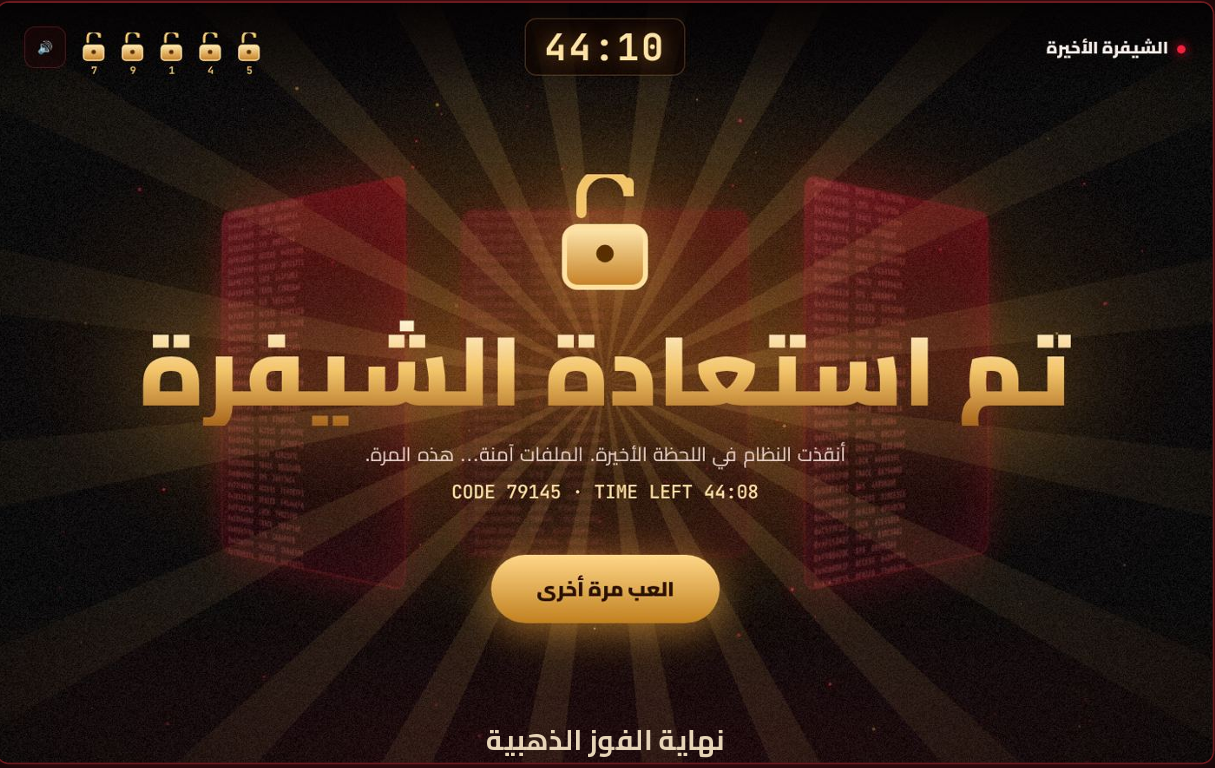 الشيفرة الأخيرة
44:10
7 9 1 4 5
تم استعادة الشيفرة
أنقذت النظام في اللحظة الأخيرة. الملفات آمنة... هذه المرة.
CODE 79145 · TIME LEFT 44:08
العب مرة أخرى
نهاية الفوز الذهبية